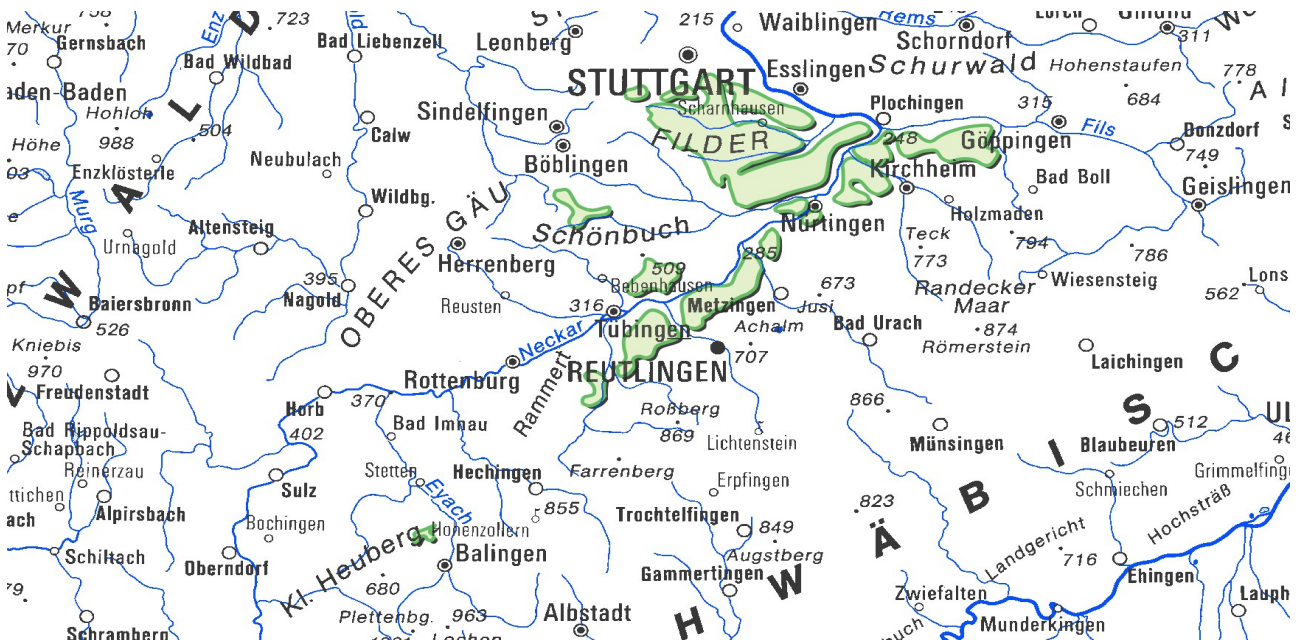 738
723
215
Waiblingen
Rems
Schorndorf
311
Merkur
Gernsbach
Enz
Bad Liebenzell
Leonberg
Bad Wildbad
STUTTGART
Esslingen
Schurwald
Hohenstaufen
778
Hohloh
988
504
Sindelfingen
Scharnhausen
Plochingen
315
684
Calw
FILDER
248
Göppingen
Fils
Donzdorf
Höhe
Enzklösterle
Neubulach
Böblingen
Kirchheim
Bad Boll
749
Geislingen
Murg
Wildbg.
OBERES GÄU
Altensteig
Urnagold
Schönbuch
Nürtingen
Holzmaden
Teck
773
794
786
Herrenberg
509
285
Bebenhausen
Wiesensteig
395
Nagold
Reusten
316
Metzingen
673
Jusi
Randecker
Maar
562
Baiersbronn
526
Tübingen
Achalm
Bad Urach
874
Römerstein
Kniebis
970
Neckar
707
Laichingen
Freudenstadt
Rottenburg
Rammert
REUTLINGEN
Horb
370
402
Bad Imnau
Roßberg
869
Lichtenstein
866
Münsingen
512
Blaubeuren
Bad Rippoldsau-
Schapbach
Reinerzau
Stetten
Hechingen
Farrenberg
Erpfingen
Schmiechen
Sulz
Eyach
Alpirsbach
Bochingen
855
Hohenzollern
Trochtelfingen
849
823
Landgericht
Hochsträß
Schiltach
Oberndorf
Kl. Heuberg
Balingen
Augstberg
716
Ehingen
680
Gammertingen
Zwiefalten
Plettenbg.
963
Albstadt
Munderkingen
Schramberg
W A L D
H W Ä B I S C